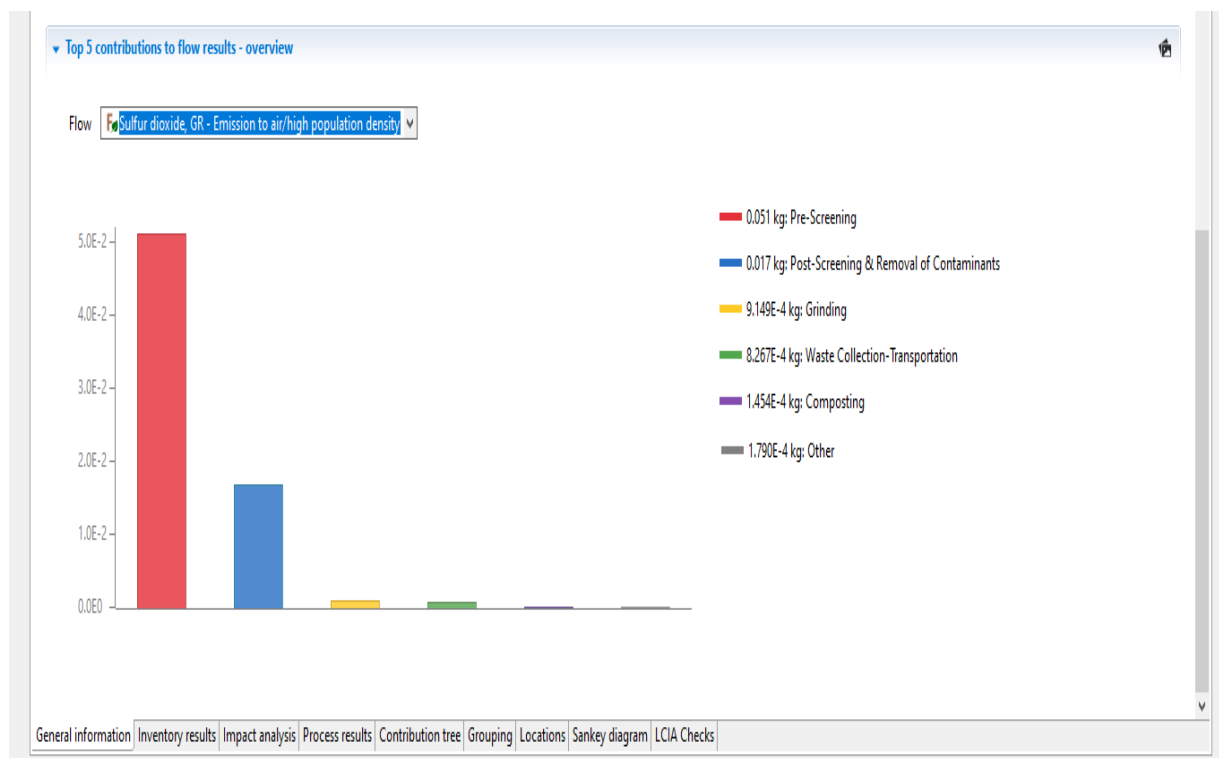 Top 5 contributions to flow results - overview
Flow
Sulfur dioxide, GR - Emission to air/high population density
0.051 kg: Pre-Screening
0.017 kg: Post-Screening & Removal of Contaminants
9.149E-4 kg: Grinding
8.267E-4 kg: Waste Collection-Transportation
1.454E-4 kg: Composting
1.790E-4 kg: Other
5.0E-2
4.0E-2
3.0E-2
2.0E-2
1.0E-2
0.0E0
General information Inventory results Impact analysis Process results Contribution tree Grouping Locations Sankey diagram LCIA Checks